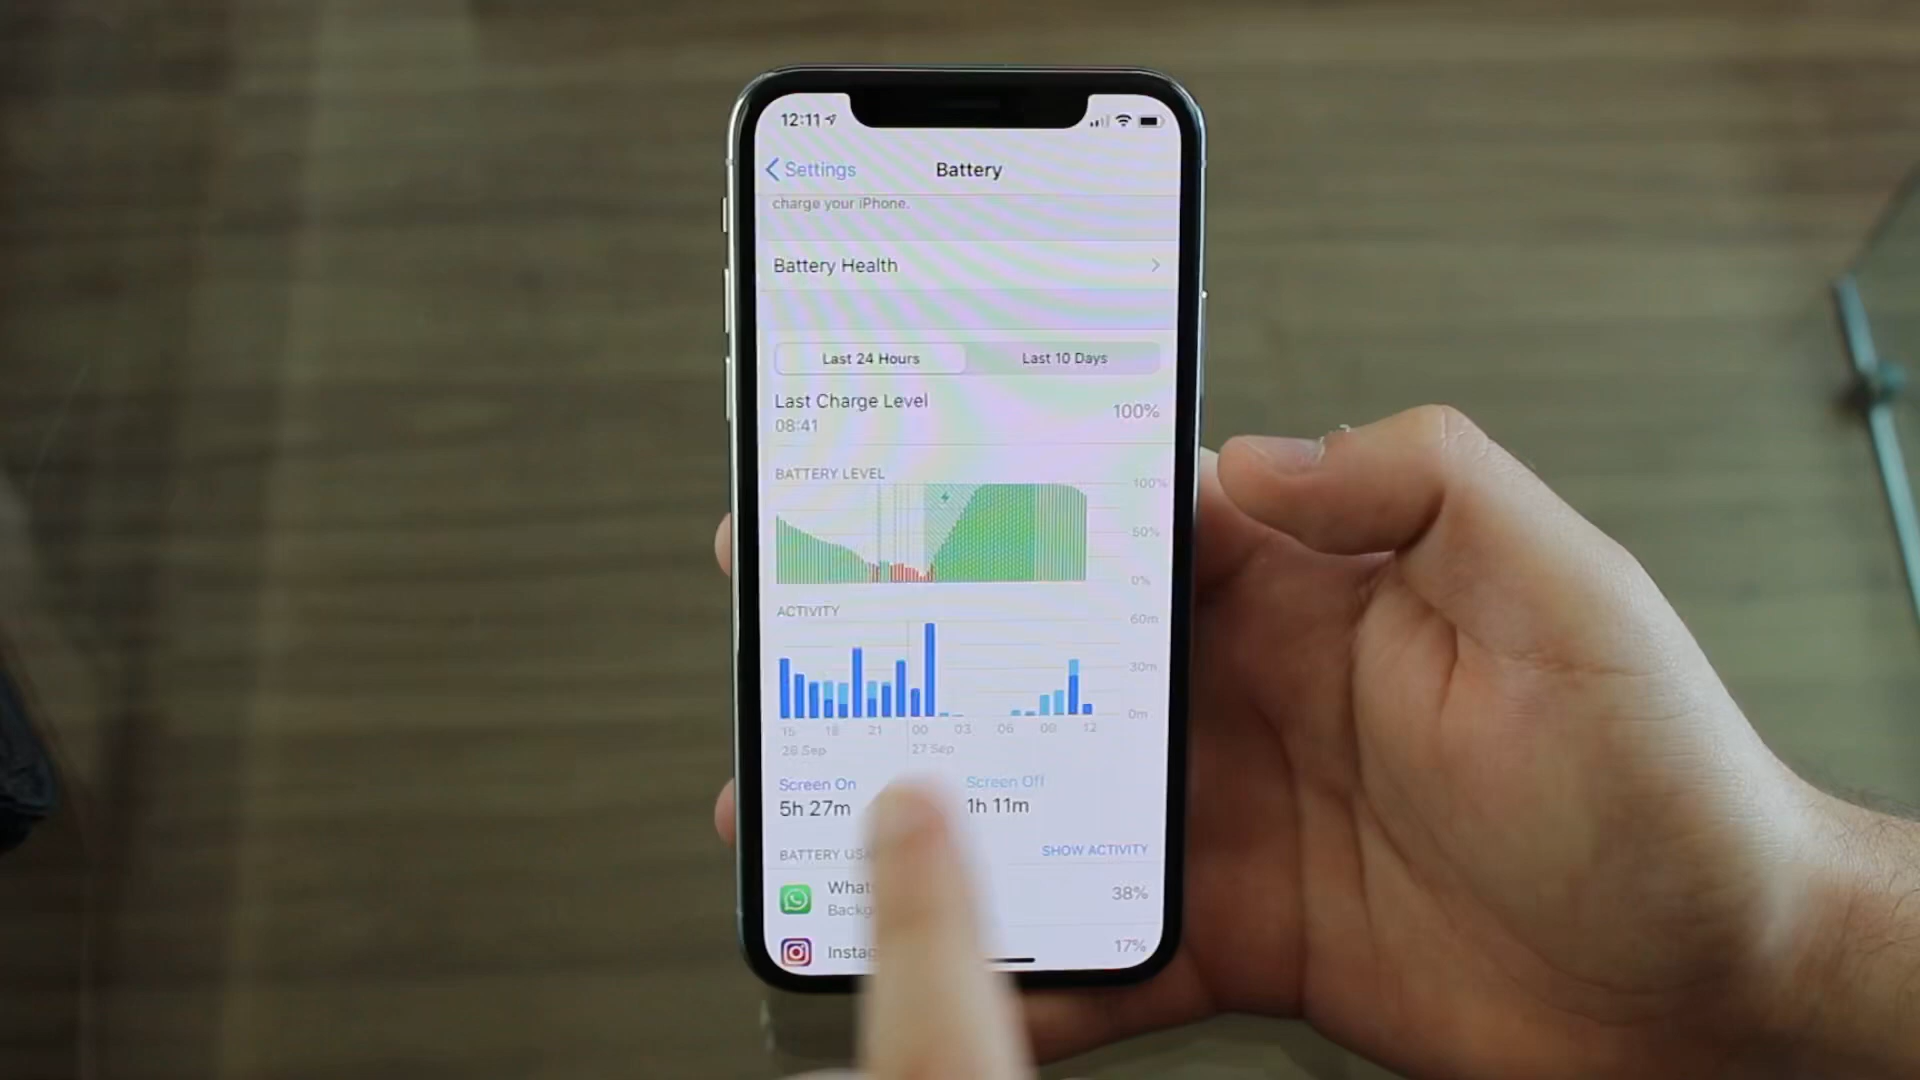 12:11
Settings
Battery
charge your iPhone.
Battery Health
Last 24 Hours
Last 10 Days
Last Charge Level
08:41
100%
BATTERY LEVEL
100%
50%
0%
ACTIVITY
60m
30m
0m
15 18 21 00 03 06 09 12
26 Sep 27 Sep
Screen On
Screen Off
5h 27m
1h 11m
BATTERY
SHOW ACTIVITY
38%
17%